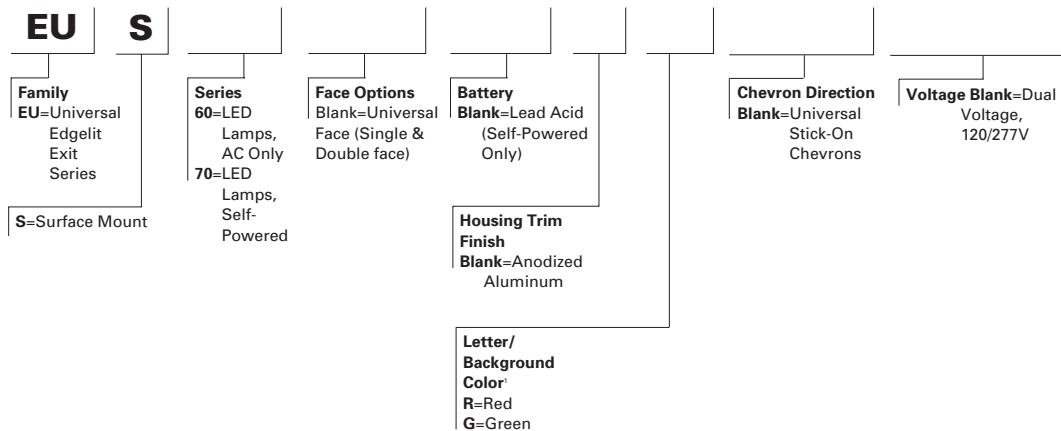 EU
S
Family
EU=Universal
Edgelit
Exit
Series
S=Surface Mount
Series
60=LED
Lamps,
AC Only
70=LED
Lamps,
Self-
Powered
Face Options
Blank=Universal
Face (Single &
Double face)
Battery
Blank=Lead Acid
(Self-Powered
Only)
Housing Trim
Finish
Blank=Anodized
Aluminum
Letter/
Background
Color¹
R=Red
G=Green
Chevron Direction
Blank=Universal
Stick-On
Chevrons
Voltage Blank=Dual
Voltage,
120/277V